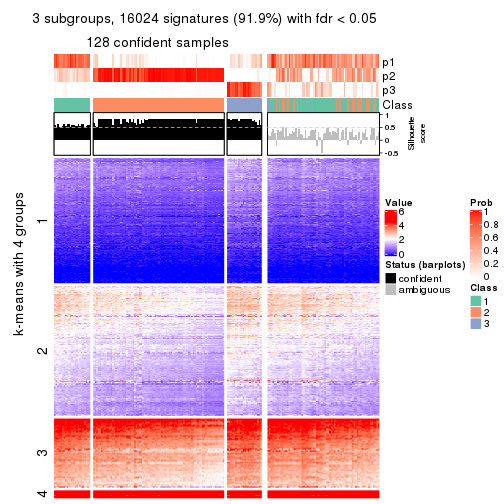 3 subgroups, 16024 signatures (91.9%) with fdr < 0.05
128 confident samples
p1
p2
p3
Class
1
0.5
0
-0.5
Silhouette
score
k-means with 4 groups
1
2
3
4
Value
6
4
2
0
Status (barplots)
confident
ambiguous
Prob
1
0.8
0.6
0.4
0.2
0
Class
1
2
3